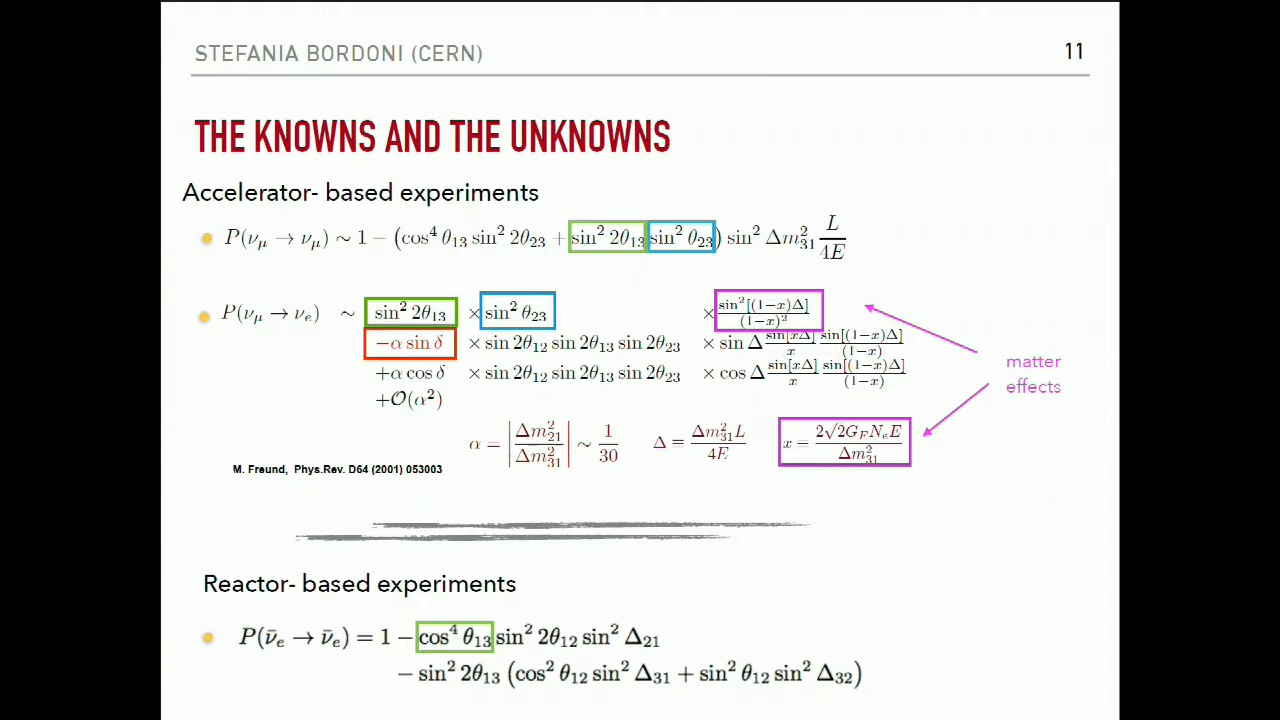 STEFANIA BORDONI (CERN) 11
THE KNOWNS AND THE UNKNOWNS
Accelerator- based experiments
P(ν_μ → ν_μ) ~ 1 − (cos⁴ θ₁₃ sin² 2θ₂₃ + sin² 2θ₁₃ sin² θ₂₃) sin² Δm²₃₁ L/4E
P(ν_μ → ν_e) ~ sin² 2θ₁₃ × sin² θ₂₃ × sin²[(1−x)Δ]/(1−x)²
−α sin δ × sin 2θ₁₂ sin 2θ₁₃ sin 2θ₂₃ × sin Δ sin[xΔ]/x sin[(1−x)Δ]/(1−x)
+α cos δ × sin 2θ₁₂ sin 2θ₁₃ sin 2θ₂₃ × cos Δ sin[xΔ]/x sin[(1−x)Δ]/(1−x)
+O(α²)
matter
effects
α = |Δm²₂₁/Δm²₃₁| ~ 1/30 Δ = Δm²₃₁L/4E x = 2√2G_F N_e E/Δm²₃₁
M. Freund, Phys.Rev. D64 (2001) 053003
Reactor- based experiments
P(ν̄_e → ν̄_e) = 1 − cos⁴ θ₁₃ sin² 2θ₁₂ sin² Δ₂₁
− sin² 2θ₁₃ (cos² θ₁₂ sin² Δ₃₁ + sin² θ₁₂ sin² Δ₃₂)